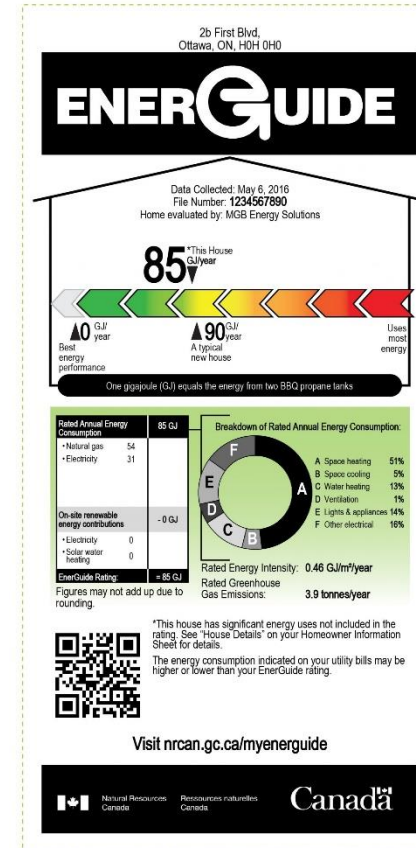 2b First Blvd,
Ottawa, ON, H0H 0H0
ENERGUIDE
Data Collected: May 6, 2016
File Number: 1234567890
Home evaluated by: MGB Energy Solutions
85 *This House
GJ/year
0 GJ/
year
Best
energy
performance
90 GJ/
year
A typical
new house
Uses
most
energy
One gigajoule (GJ) equals the energy from two BBQ propane tanks
Rated Annual Energy
Consumption 85 GJ
• Natural gas 54
• Electricity 31
On-site renewable
energy contributions - 0 GJ
• Electricity 0
• Solar water
heating 0
EnerGuide Rating: = 85 GJ
Figures may not add up due to
rounding.
Breakdown of Rated Annual Energy Consumption:
F
E
D
C
B
A
A Space heating 51%
B Space cooling 5%
C Water heating 13%
D Ventilation 1%
E Lights & appliances 14%
F Other electrical 16%
Rated Energy Intensity: 0.46 GJ/m²/year
Rated Greenhouse
Gas Emissions: 3.9 tonnes/year
*This house has significant energy uses not included in the
rating. See "House Details" on your Homeowner Information
Sheet for details.
The energy consumption indicated on your utility bills may be
higher or lower than your EnerGuide rating.
Visit nrcan.gc.ca/myenerguide
Natural Resources
Canada
Ressources naturelles
Canada
Canada